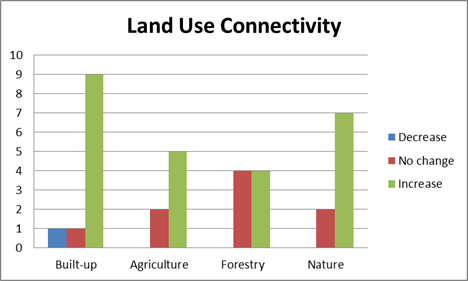 Land Use Connectivity
10
9
8
7
6
5
4
3
2
1
0
Built-up Agriculture Forestry Nature
Decrease
No change
Increase